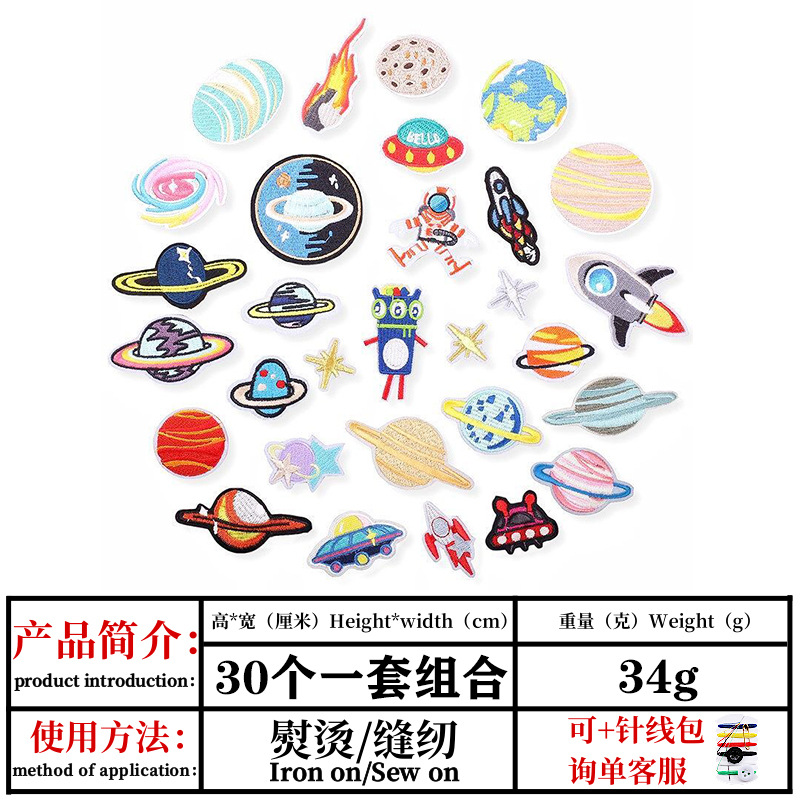 HELLO
产品简介:
product introduction:
高*宽（厘米）Height*width（cm）
重量（克）Weight（g）
30个一套组合
34g
使用方法:
method of application:
熨烫/缝纫
Iron on/Sew on
可+针线包
询单客服